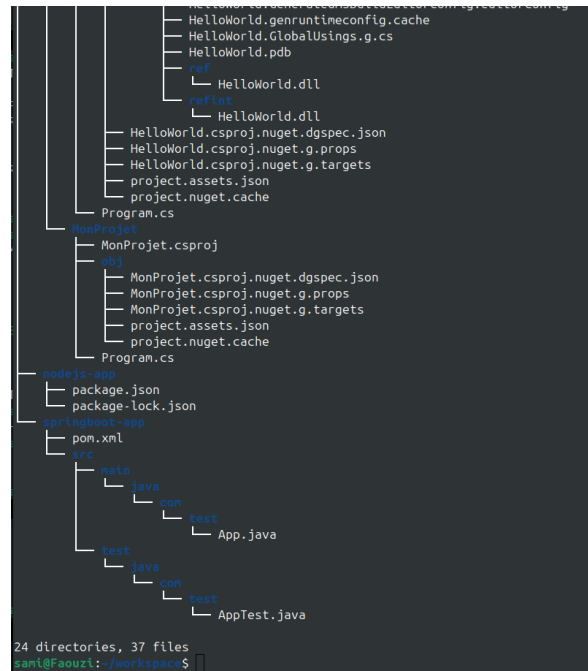 HelloWorld.genruntimeconfig.cache
HelloWorld.GlobalUsings.g.cs
HelloWorld.pdb
ref
HelloWorld.dll
refint
HelloWorld.dll
HelloWorld.csproj.nuget.dgspec.json
HelloWorld.csproj.nuget.g.props
HelloWorld.csproj.nuget.g.targets
project.assets.json
project.nuget.cache
Program.cs
MonProjet
MonProjet.csproj
obj
MonProjet.csproj.nuget.dgspec.json
MonProjet.csproj.nuget.g.props
MonProjet.csproj.nuget.g.targets
project.assets.json
project.nuget.cache
Program.cs
nodejs-app
package.json
package-lock.json
springboot-app
pom.xml
src
main
java
com
test
App.java
test
java
com
test
AppTest.java
24 directories, 37 files
sami@Faouzi:~/workspace$